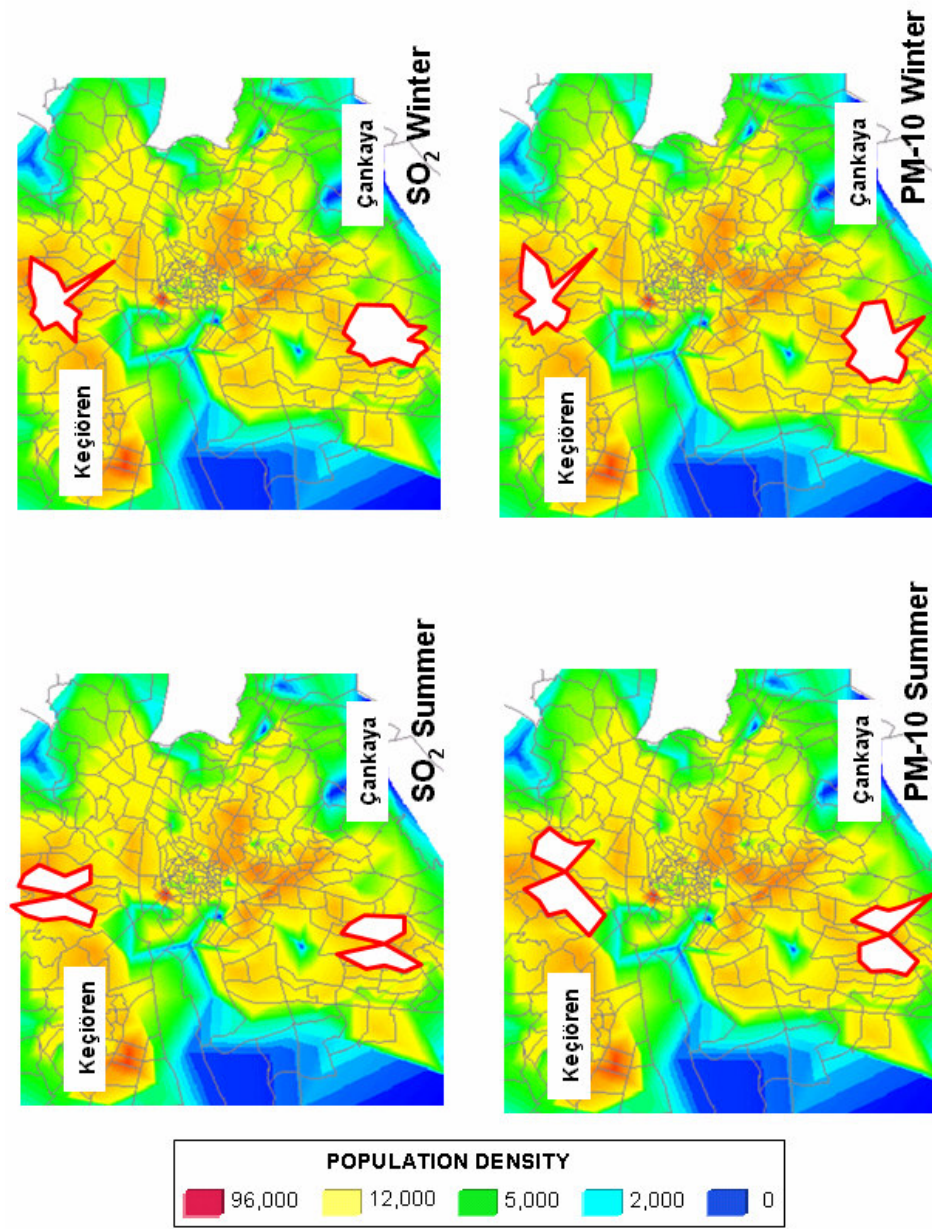 Keçiören
Çankaya
SO₂ Summer
Keçiören
Çankaya
SO₂ Winter
Keçiören
Çankaya
PM-10 Summer
Keçiören
Çankaya
PM-10 Winter
POPULATION DENSITY
96,000 12,000 5,000 2,000 0